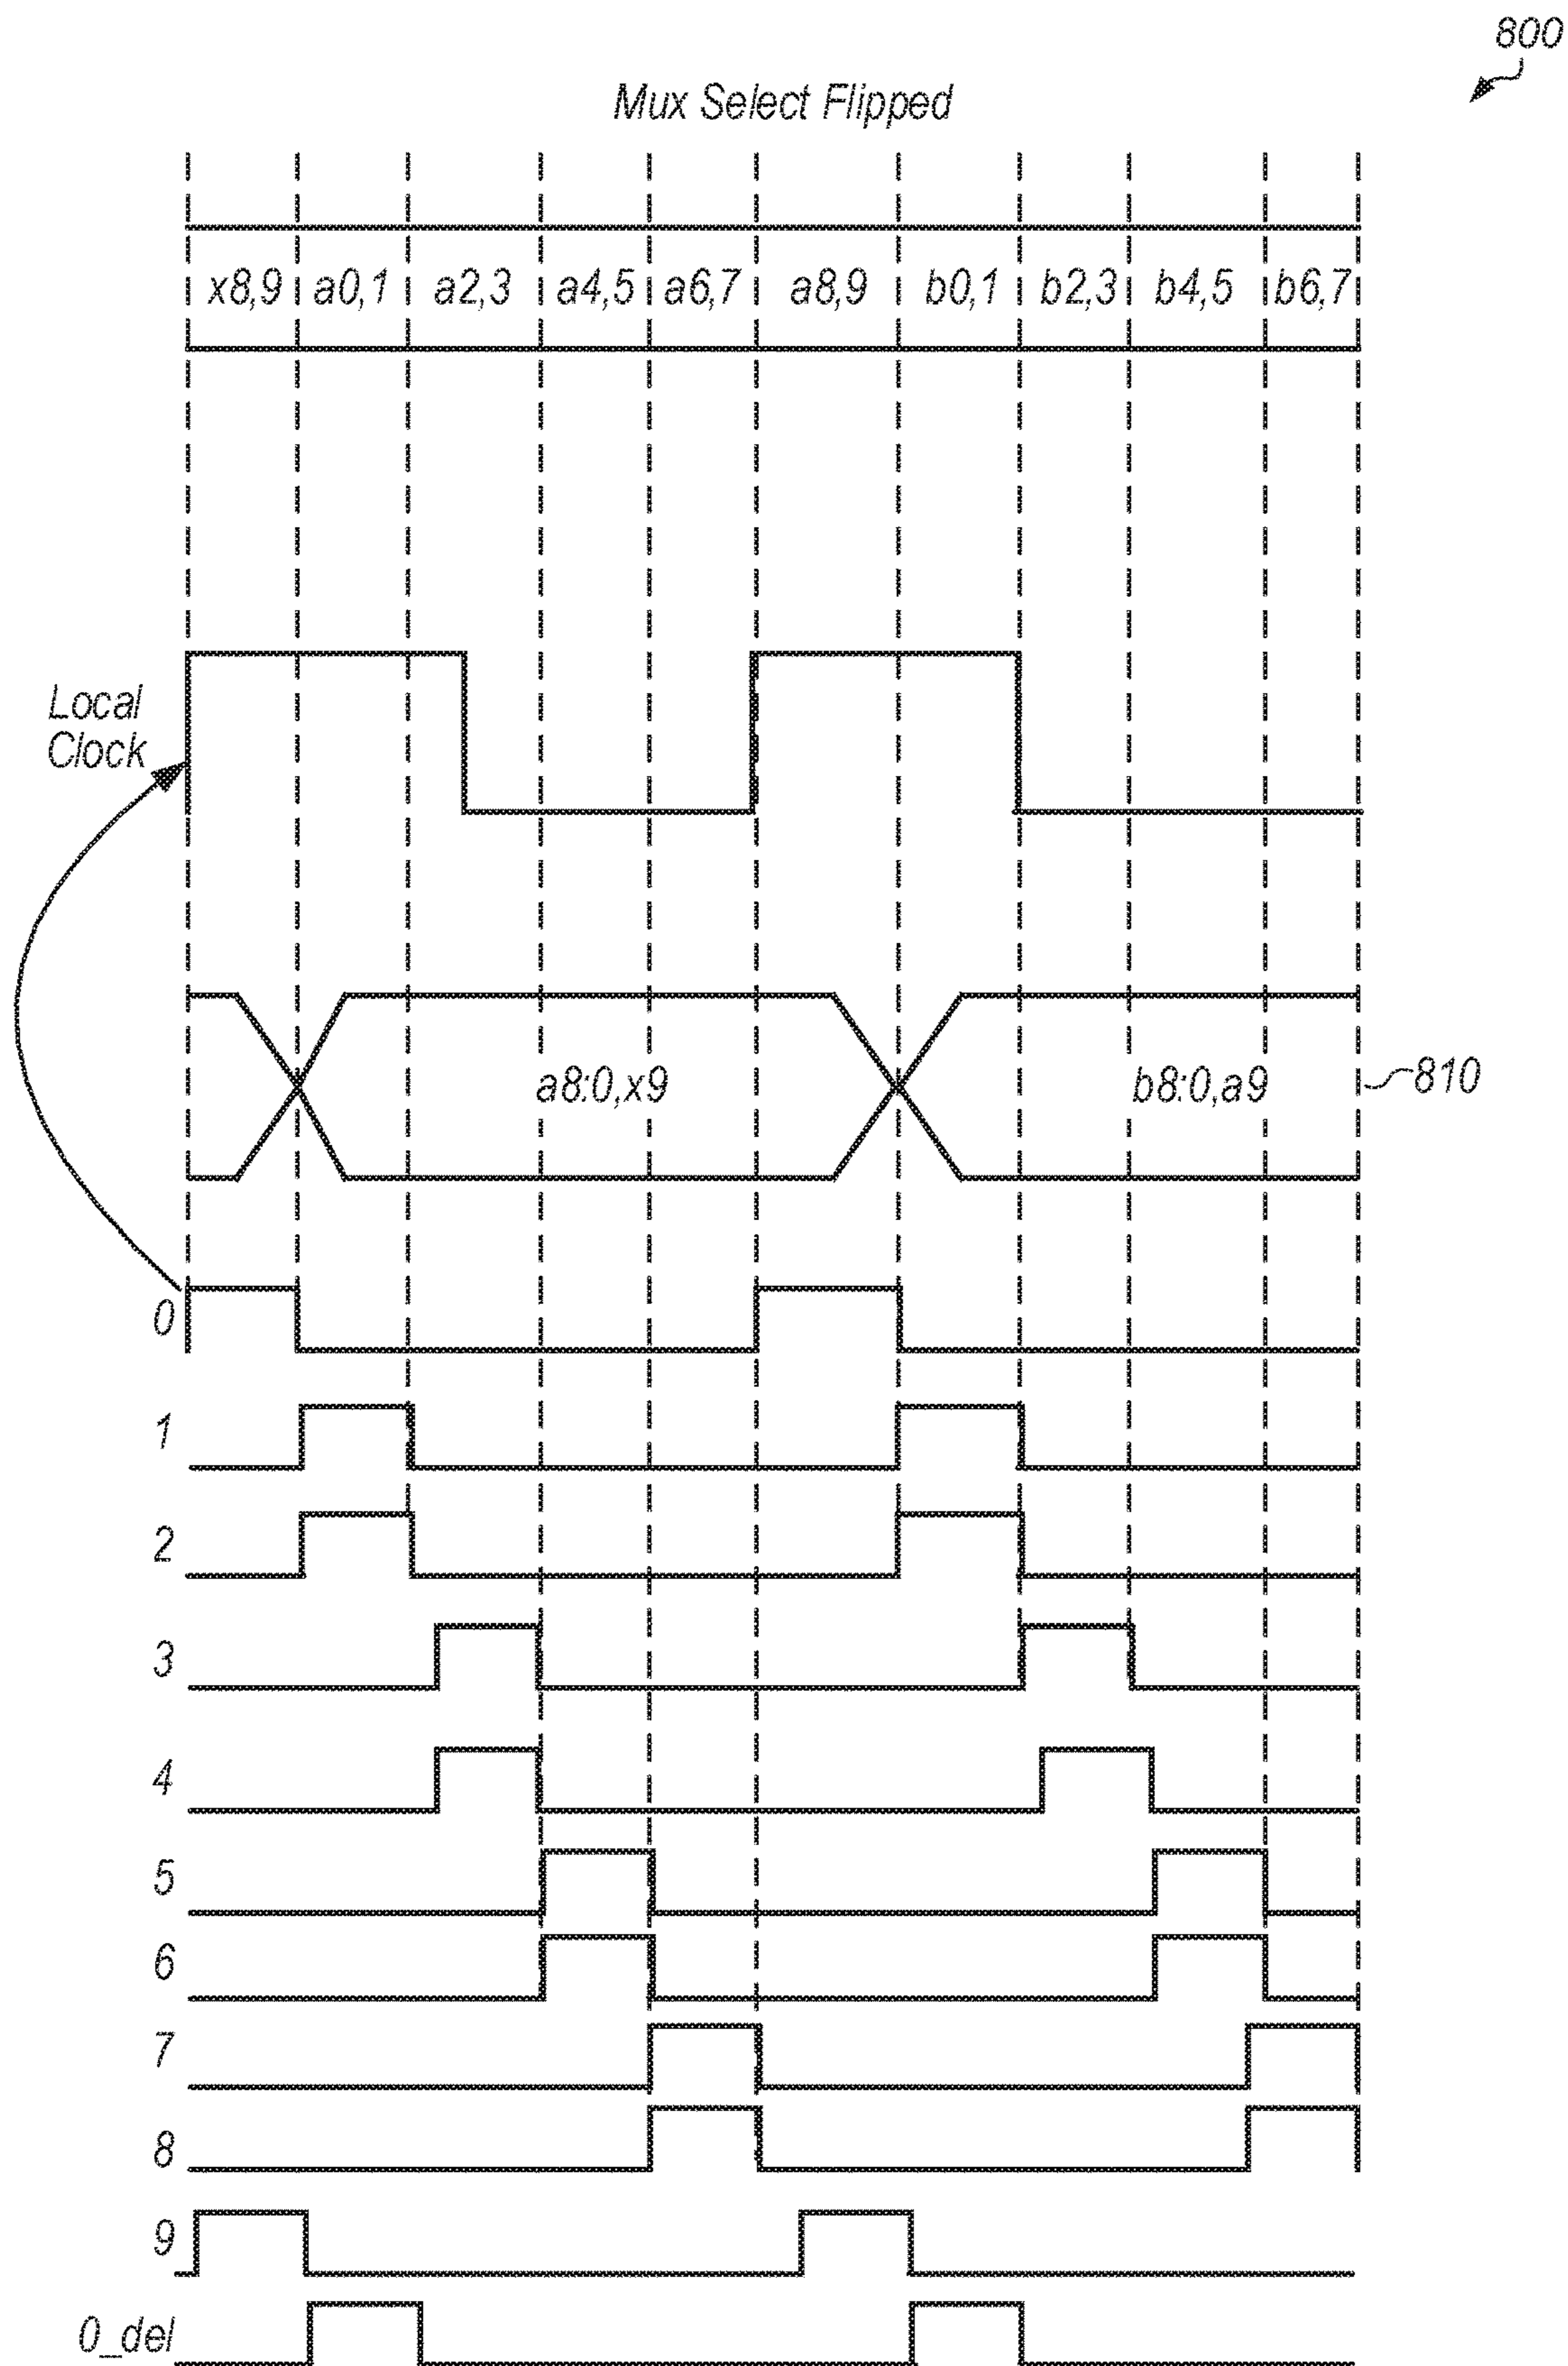 800
Mux Select Flipped
x8,9 a0,1 a2,3 a4,5 a6,7 a8,9 b0,1 b2,3 b4,5 b6,7
Local
Clock
a8:0,x9 b8:0,a9 810
0
1
2
3
4
5
6
7
8
9
0_del